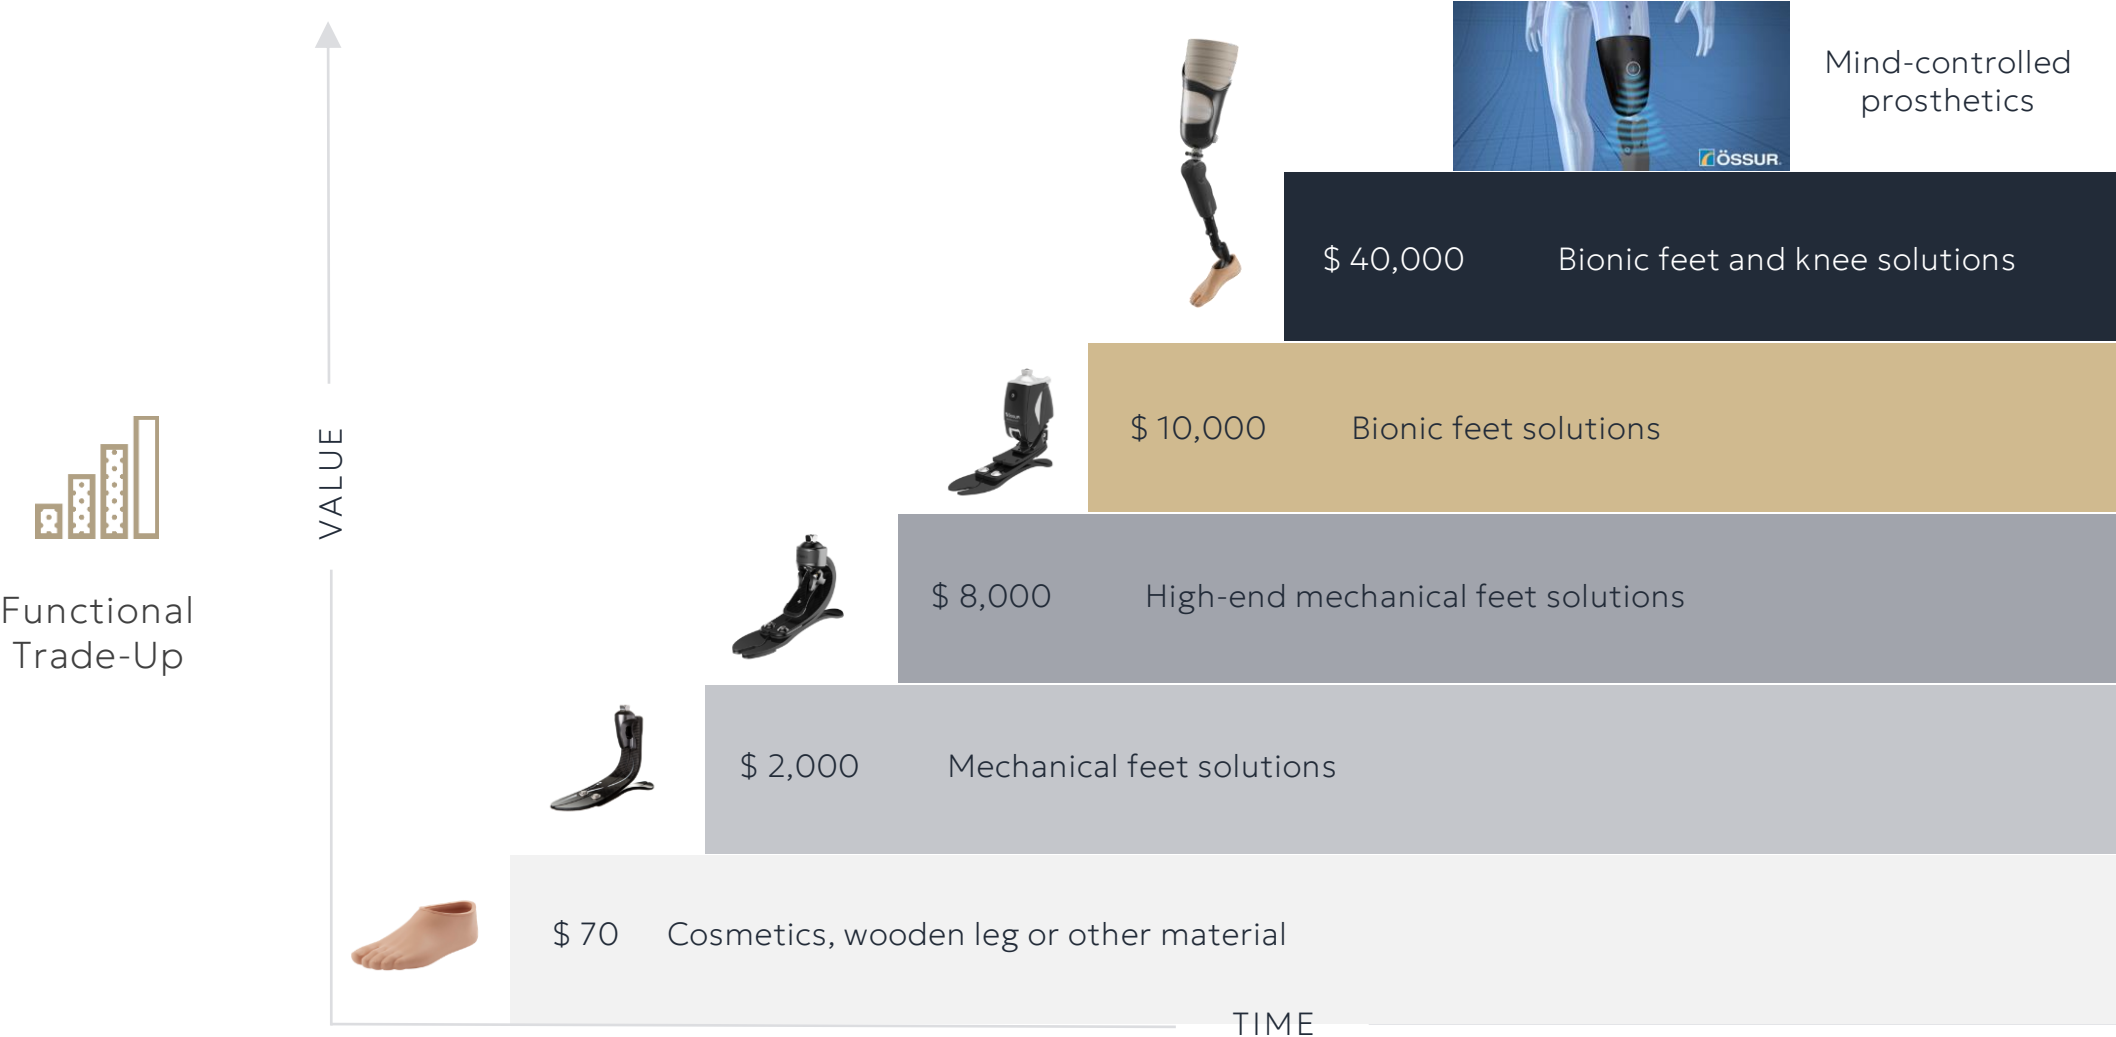 Mind-controlled
prosthetics
ÖSSUR
$ 40,000 Bionic feet and knee solutions
$ 10,000 Bionic feet solutions
VALUE
$ 8,000 High-end mechanical feet solutions
Functional
Trade-Up
$ 2,000 Mechanical feet solutions
$ 70 Cosmetics, wooden leg or other material
TIME